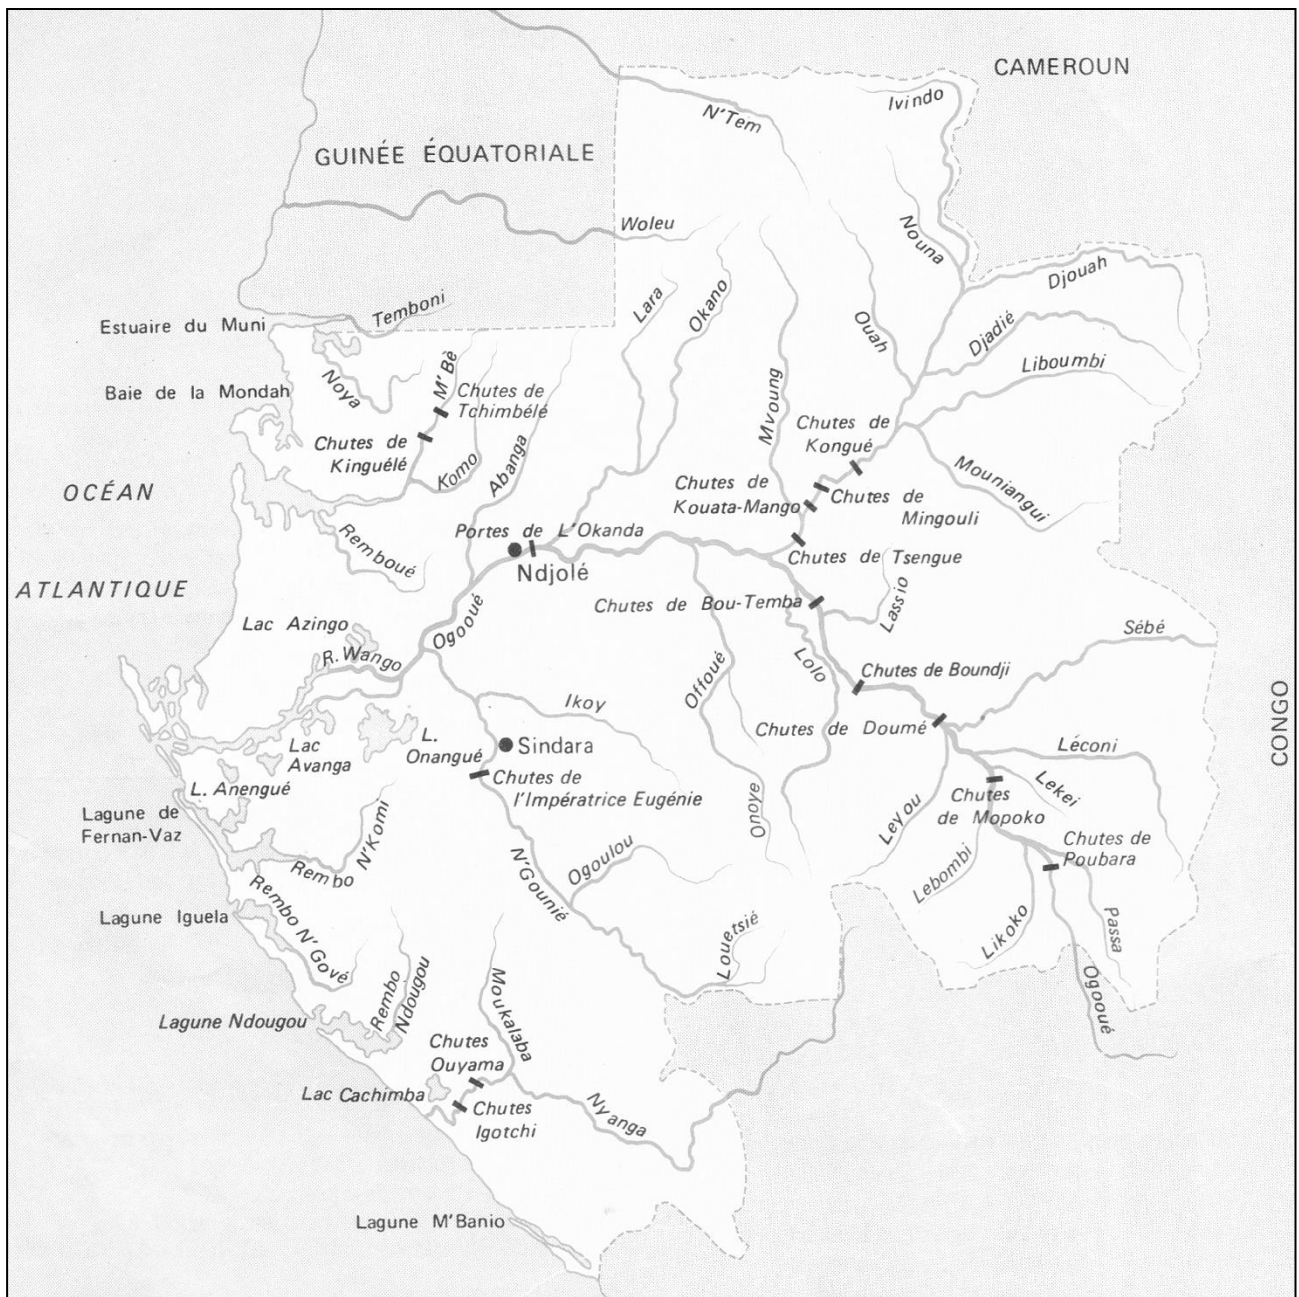 CAMEROUN
Ivindo
N'Tem
GUINÉE ÉQUATORIALE
Woleu
Nouna
Djouah
Temboni
Lara
Okano
Estuaire du Muni
Ouah
Djadié
Liboumbi
Noya
M'Bè
Baie de la Mondah
Chutes de
Tchimbélé
Mvoung
Chutes de
Kongué
Chutes de
Kinguélé
Komo
Abanga
Mouniangui
OCÉAN
Chutes de
Kouata-Mango
Chutes de
Mingouli
Remboué
Portes de L'Okanda
Ndjolé
Chutes de Tsengue
ATLANTIQUE
Ogooué
Chutes de Bou-Temba
Lassio
Lac Azingo
R. Wango
Sébé
Offoué
Lolo
Chutes de Boundji
Ikoy
CONGO
Chutes de Doumé
L.
Onangué
Sindara
Lac
Avanga
Léconi
L. Anengué
Chutes de
l'Impératrice Eugénie
Lekei
Chutes
de Mopoko
Lagune de
Fernan-Vaz
N'Komi
Rembo
Onoye
Leyou
Chutes de
Poubara
Ogoulou
Lebombi
N'Gounié
Lagune Iguela
Rembo N'Gové
Louetsié
Likoko
Passa
Rembo
Ndougou
Moukalaba
Ogooué
Lagune Ndougou
Chutes
Ouyama
Lac Cachimba
Chutes
Igotchi
Nyanga
Lagune M'Banio